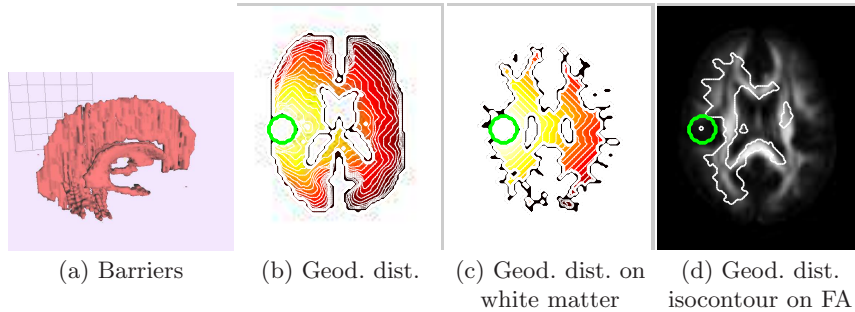 (a) Barriers
(b) Geod. dist.
(c) Geod. dist. on
white matter
(d) Geod. dist.
isocontour on FA